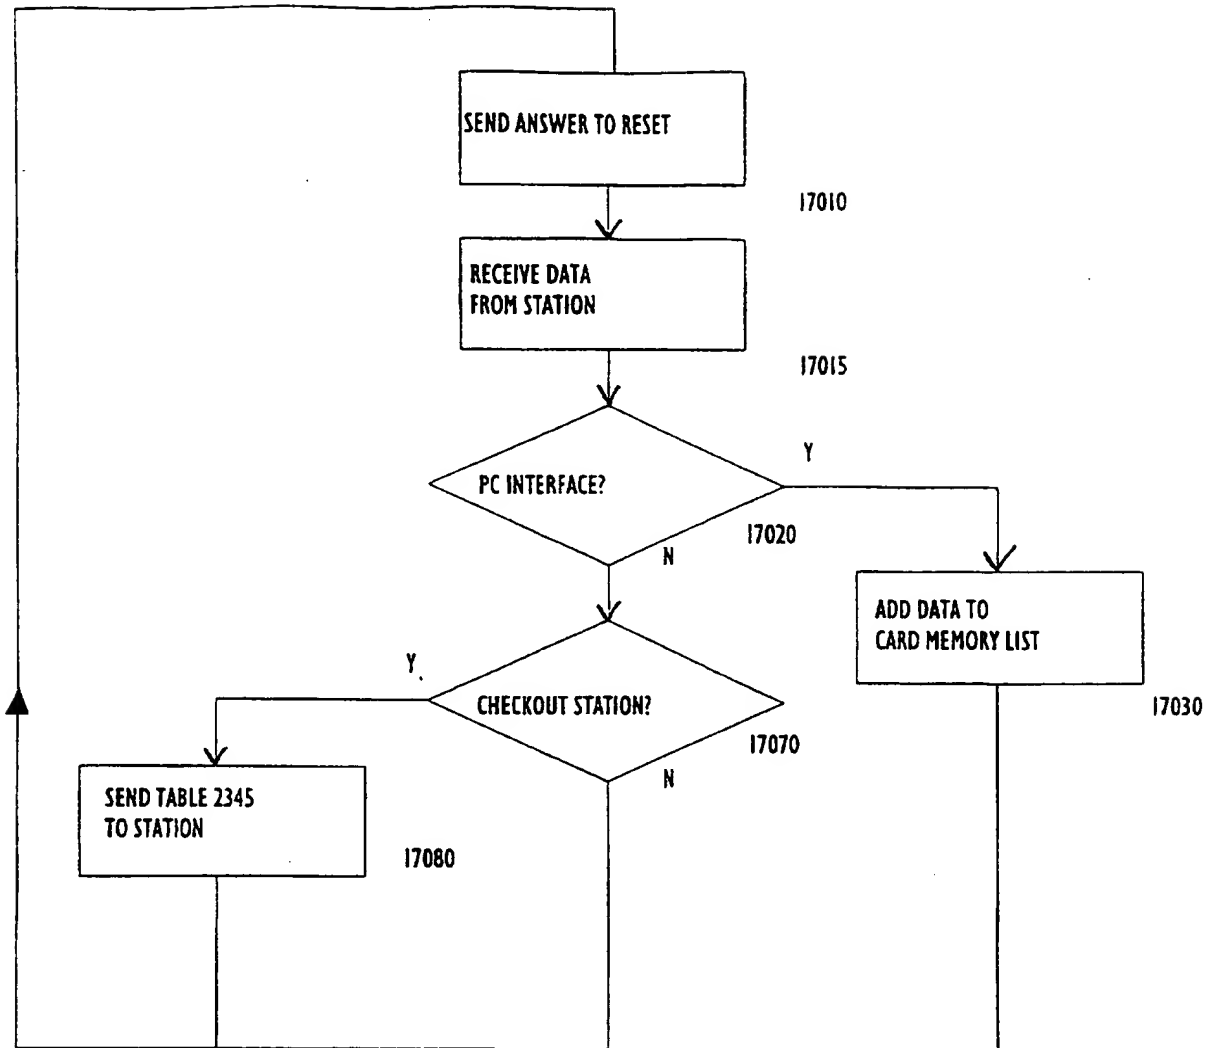 SEND ANSWER TO RESET
17010
RECEIVE DATA
FROM STATION
17015
PC INTERFACE?
Y
17020
N
ADD DATA TO
CARD MEMORY LIST
17030
Y
CHECKOUT STATION?
17070
N
SEND TABLE 2345
TO STATION
17080